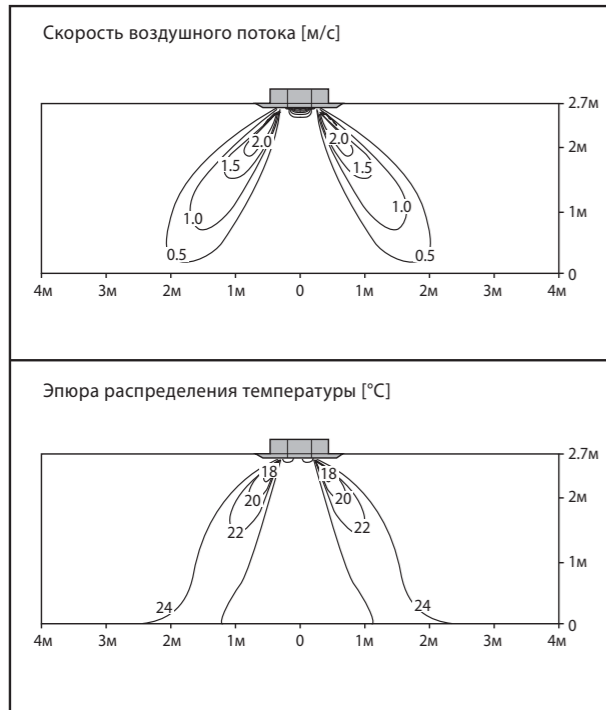 Скорость воздушного потока [м/с]
2.7м
2.0 2.0
2м
1.5 1.5
1.0 1.0
1м
0.5 0.5
0
4м 3м 2м 1м 0 1м 2м 3м 4м
Эпюра распределения температуры [°C]
2.7м
18 18
20 20
2м
22 22
1м
24 24
0
4м 3м 2м 1м 0 1м 2м 3м 4м